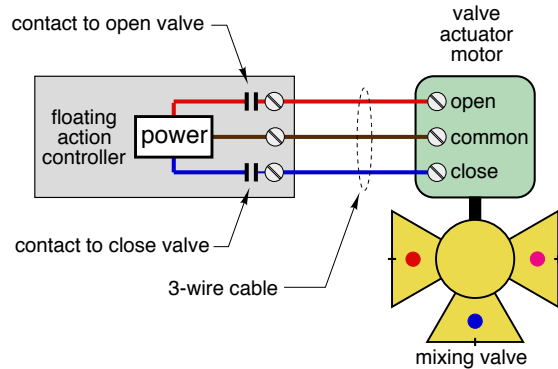 contact to open valve
valve
actuator
motor
floating
action
controller
power
open
common
close
contact to close valve
3-wire cable
mixing valve